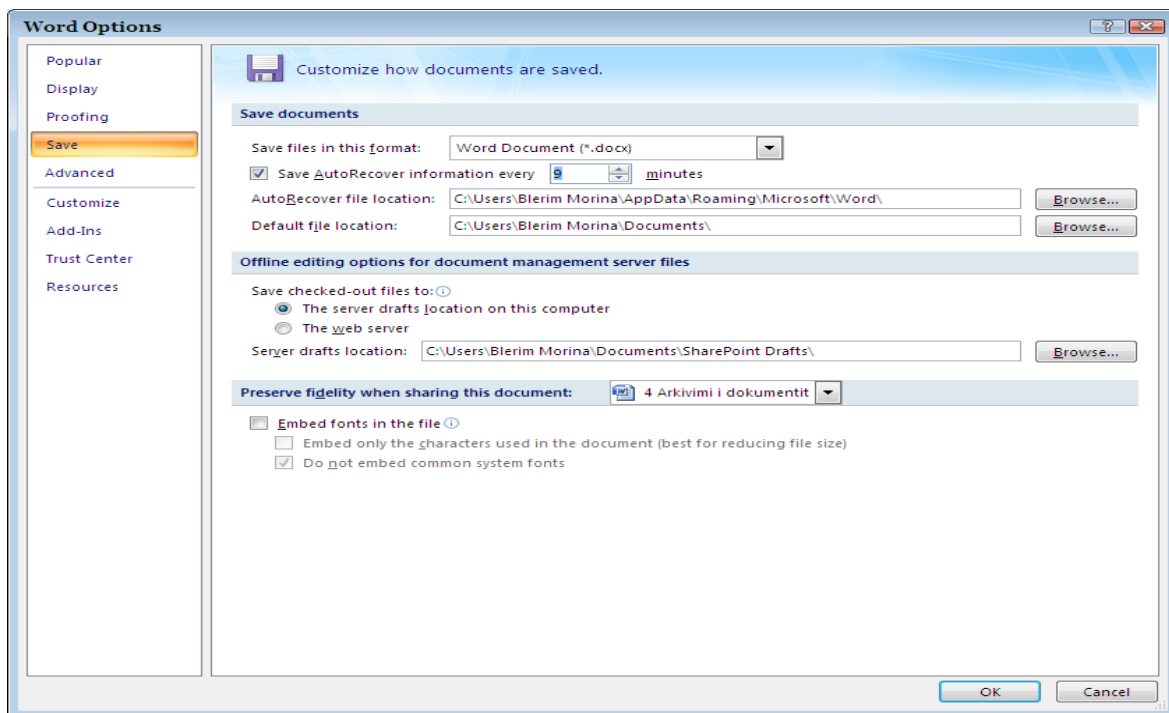 Word Options
Popular
Display
Proofing
Save
Advanced
Customize
Add-Ins
Trust Center
Resources
Customize how documents are saved.
Save documents
Save files in this format: Word Document (*.docx)
Save AutoRecover information every 9 minutes
AutoRecover file location: C:\Users\Blerim Morina\AppData\Roaming\Microsoft\Word\ Browse...
Default file location: C:\Users\Blerim Morina\Documents\ Browse...
Offline editing options for document management server files
Save checked-out files to:
The server drafts location on this computer
The web server
Server drafts location: C:\Users\Blerim Morina\Documents\SharePoint Drafts\ Browse...
Preserve fidelity when sharing this document: 4 Arkivimi i dokumentit
Embed fonts in the file
Embed only the characters used in the document (best for reducing file size)
Do not embed common system fonts
OK Cancel